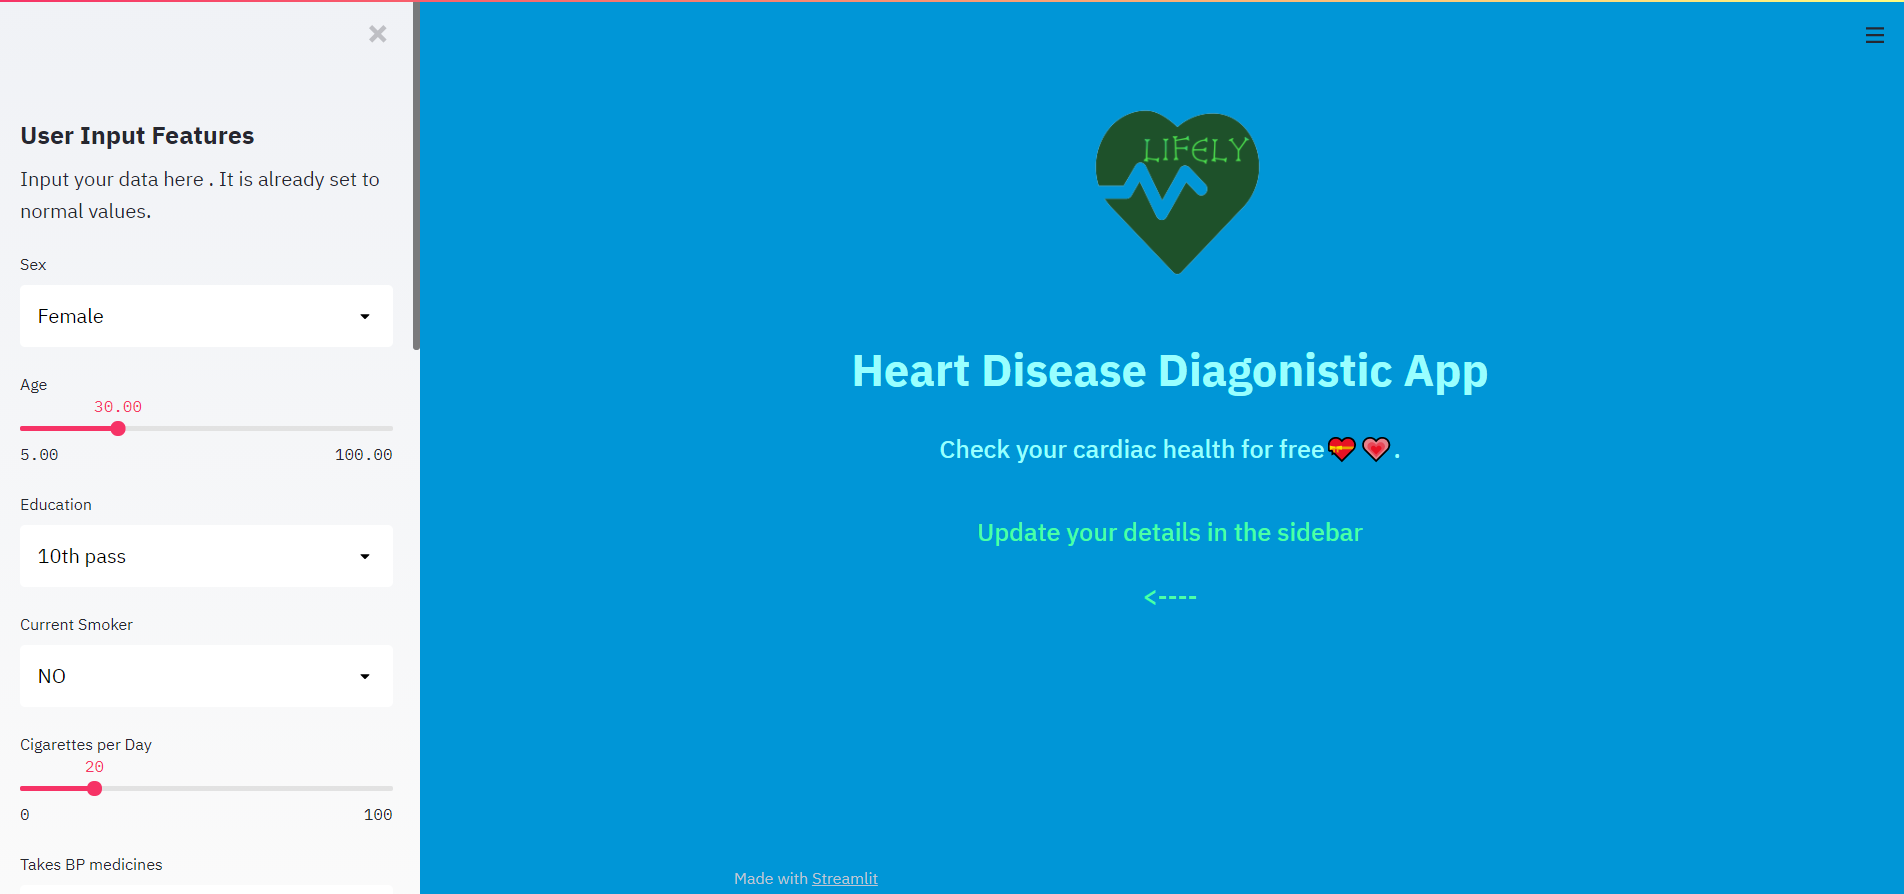 User Input Features
Input your data here . It is already set to
normal values.
Sex
Female
Age
30.00
5.00 100.00
Education
10th pass
Current Smoker
NO
Cigarettes per Day
20
0 100
Takes BP medicines
LIFELY
Heart Disease Diagonistic App
Check your cardiac health for free💝💗.
Update your details in the sidebar
<----
Made with Streamlit